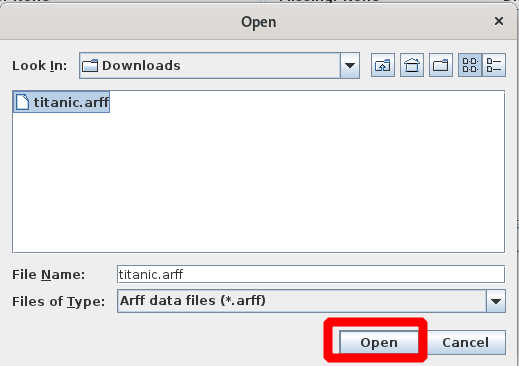 Open
Look In: Downloads
titanic.arff
File Name: titanic.arff
Files of Type: Arff data files (*.arff)
Open Cancel